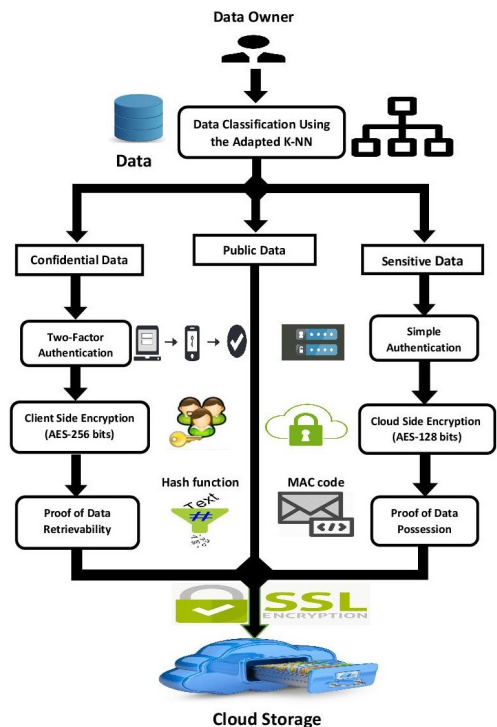 Data Owner
Data Classification Using
the Adapted K-NN
Data
Confidential Data
Public Data
Sensitive Data
Two-Factor
Authentication
Simple
Authentication
Client Side Encryption
(AES-256 bits)
Cloud Side Encryption
(AES-128 bits)
Hash function
Text
#
MAC code
</>
Proof of Data
Retrievability
Proof of Data
Possession
SSL
ENCRYPTION
Cloud Storage